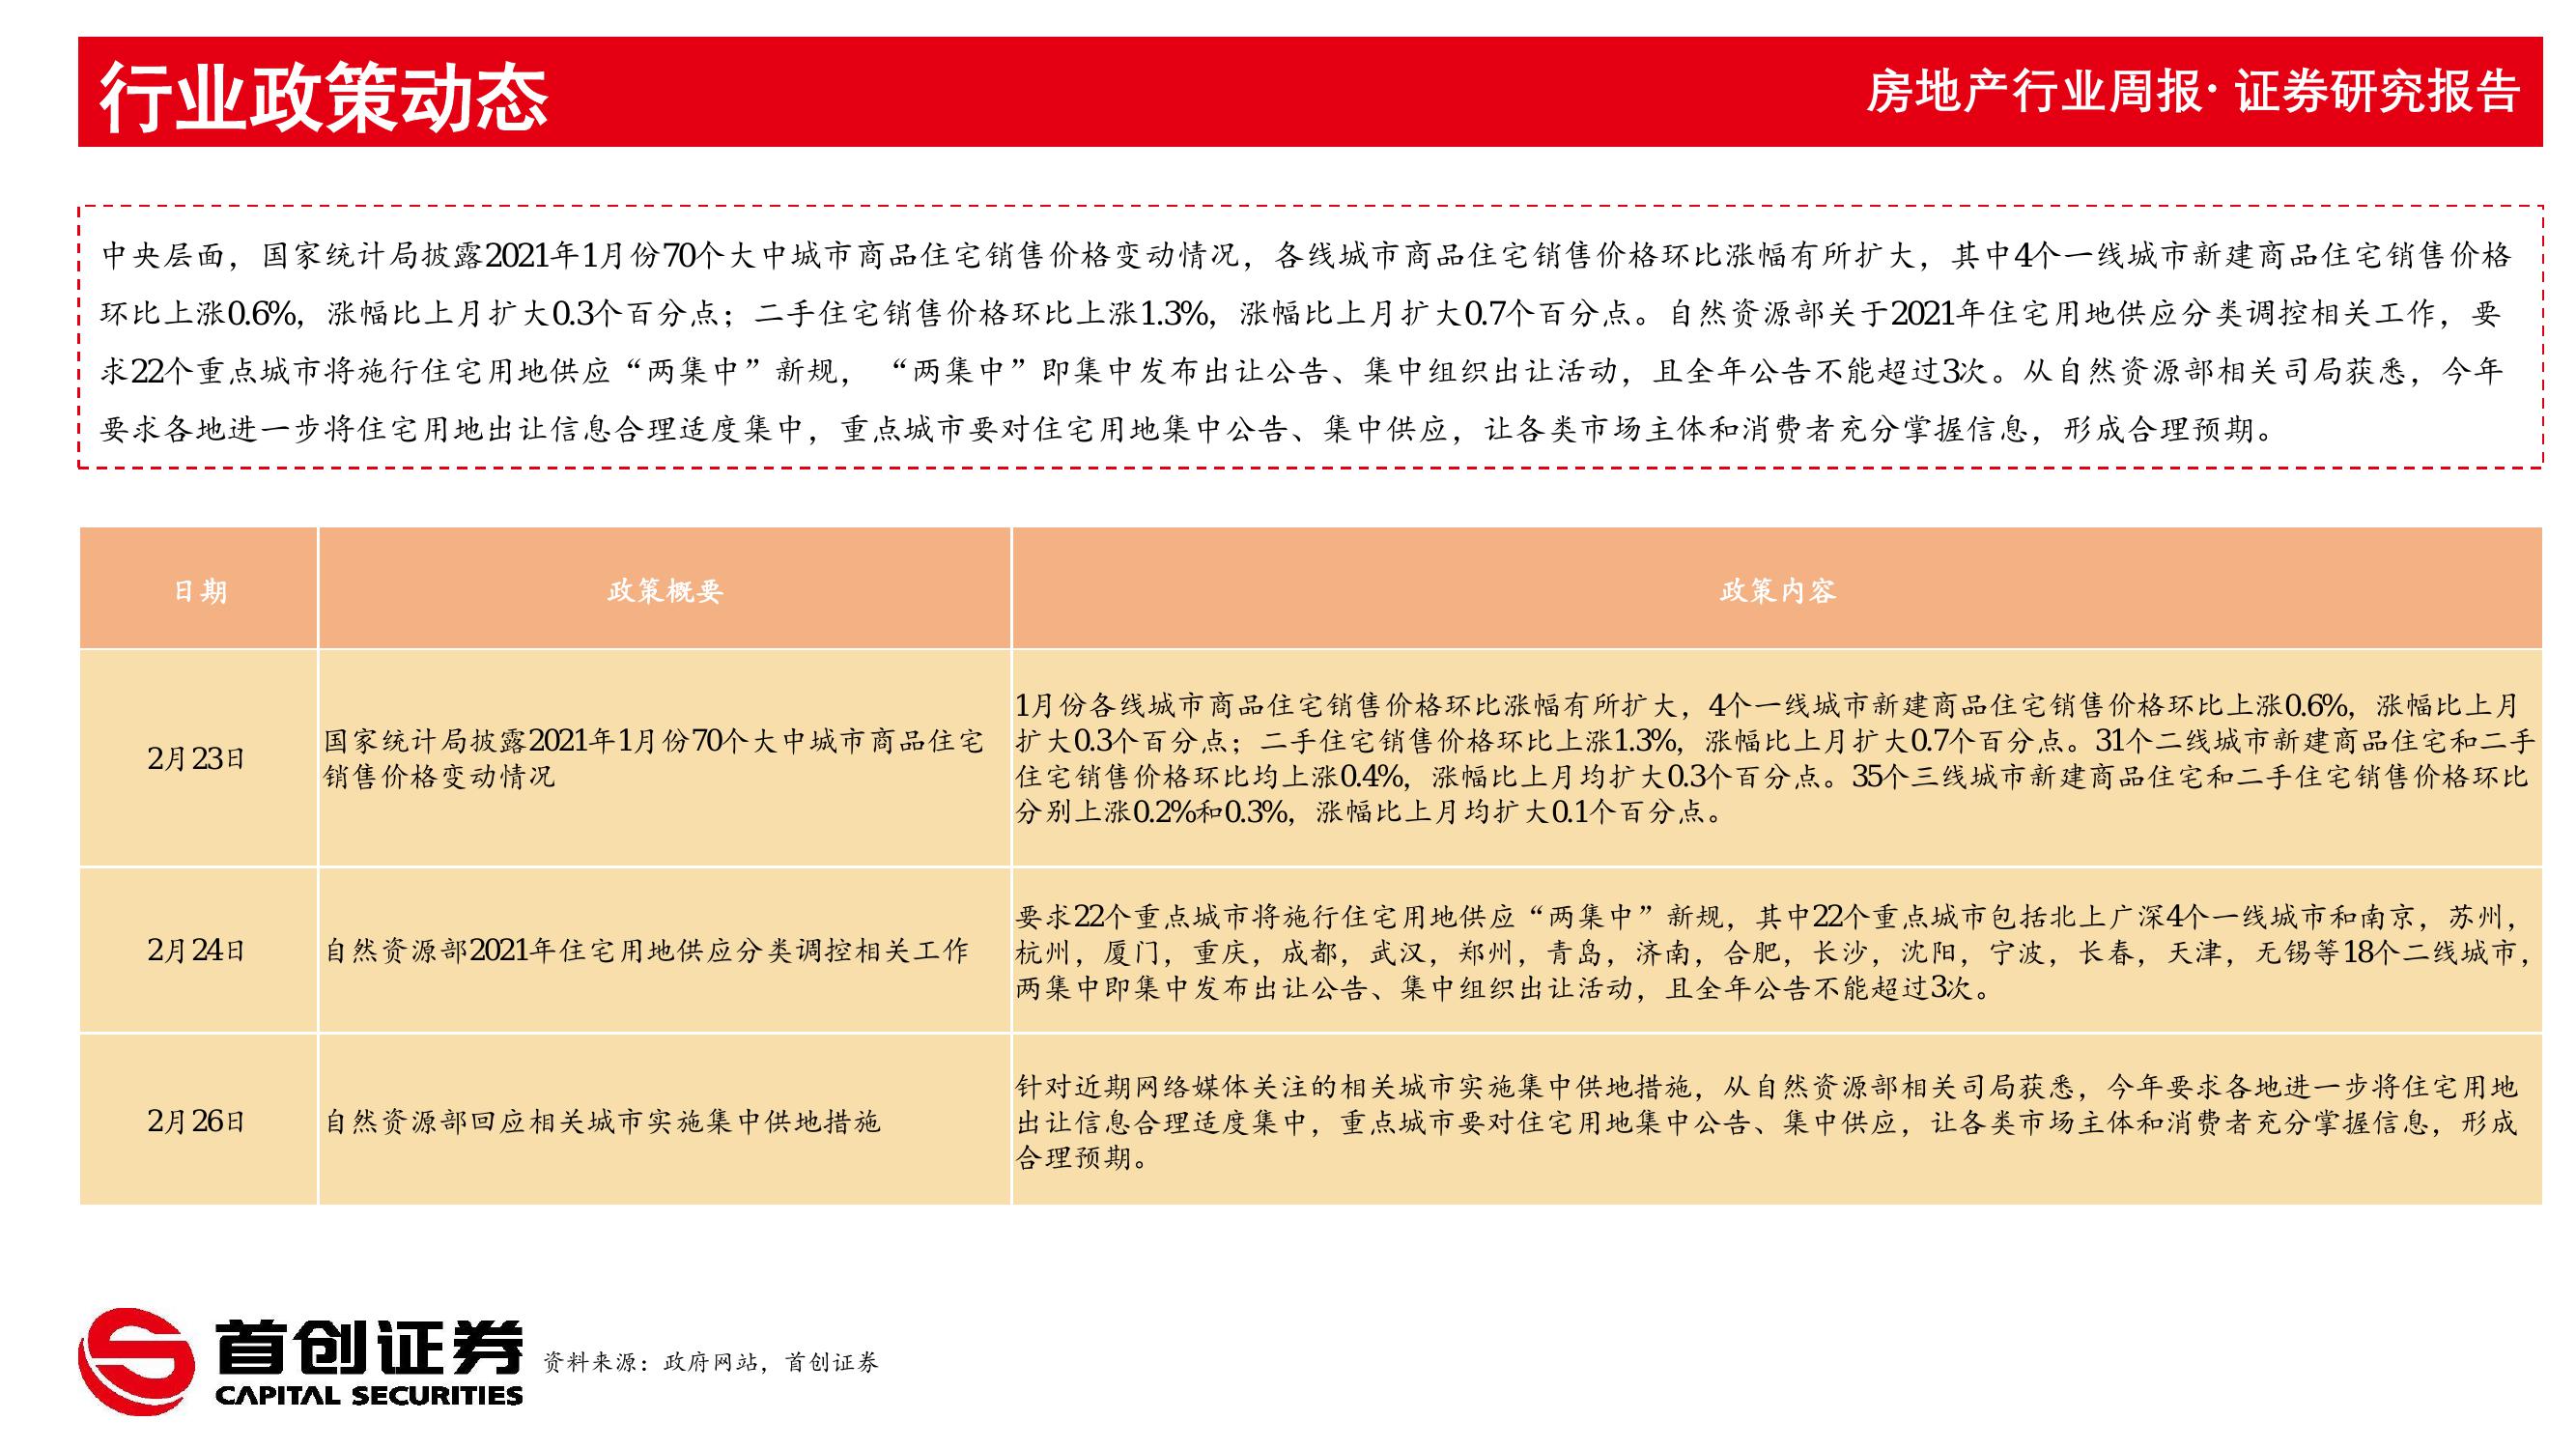 行业政策动态
房地产行业周报· 证券研究报告
中央层面，国家统计局披露2021年1月份70个大中城市商品住宅销售价格变动情况，各线城市商品住宅销售价格环比涨幅有所扩大，其中4个一线城市新建商品住宅销售价格
环比上涨0.6%，涨幅比上月扩大0.3个百分点；二手住宅销售价格环比上涨1.3%，涨幅比上月扩大0.7个百分点。自然资源部关于2021年住宅用地供应分类调控相关工作，要
求22个重点城市将施行住宅用地供应“两集中”新规， “两集中”即集中发布出让公告、集中组织出让活动，且全年公告不能超过3次。从自然资源部相关司局获悉，今年
要求各地进一步将住宅用地出让信息合理适度集中，重点城市要对住宅用地集中公告、集中供应，让各类市场主体和消费者充分掌握信息，形成合理预期。
日期
政策概要
政策内容
2月23日
国家统计局披露2021年1月份70个大中城市商品住宅
销售价格变动情况
1月份各线城市商品住宅销售价格环比涨幅有所扩大，4个一线城市新建商品住宅销售价格环比上涨0.6%，涨幅比上月
扩大0.3个百分点；二手住宅销售价格环比上涨1.3%，涨幅比上月扩大0.7个百分点。31个二线城市新建商品住宅和二手
住宅销售价格环比均上涨0.4%，涨幅比上月均扩大0.3个百分点。35个三线城市新建商品住宅和二手住宅销售价格环比
分别上涨0.2%和0.3%，涨幅比上月均扩大0.1个百分点。
2月24日
自然资源部2021年住宅用地供应分类调控相关工作
要求22个重点城市将施行住宅用地供应“两集中”新规，其中22个重点城市包括北上广深4个一线城市和南京，苏州，
杭州，厦门，重庆，成都，武汉，郑州，青岛，济南，合肥，长沙，沈阳，宁波，长春，天津，无锡等18个二线城市，
两集中即集中发布出让公告、集中组织出让活动，且全年公告不能超过3次。
2月26日
自然资源部回应相关城市实施集中供地措施
针对近期网络媒体关注的相关城市实施集中供地措施，从自然资源部相关司局获悉，今年要求各地进一步将住宅用地
出让信息合理适度集中，重点城市要对住宅用地集中公告、集中供应，让各类市场主体和消费者充分掌握信息，形成
合理预期。
首创证券
CAPITAL SECURITIES
资料来源：政府网站，首创证券